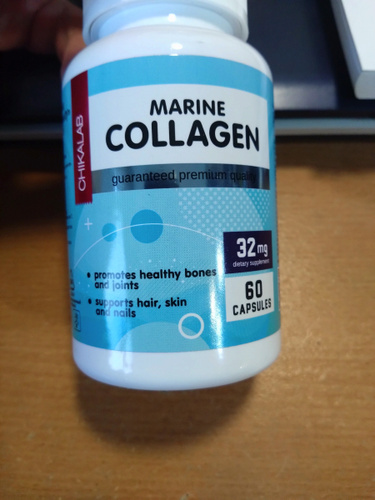 CHIKALAB
MARINE
COLLAGEN
guaranteed premium quality
32 mg
dietary supplement
60
CAPSULES
• promotes healthy bones
and joints
• supports hair, skin
and nails